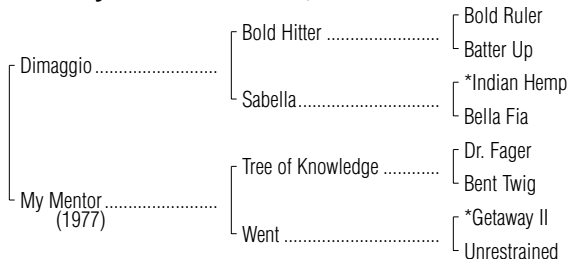 Bold Ruler
Bold Hitter ........................
Batter Up
Dimaggio ..........................
*Indian Hemp
Sabella ..............................
Bella Fia
Dr. Fager
Tree of Knowledge ............
Bent Twig
My Mentor ........................
(1977)
*Getaway II
Went .................................
Unrestrained